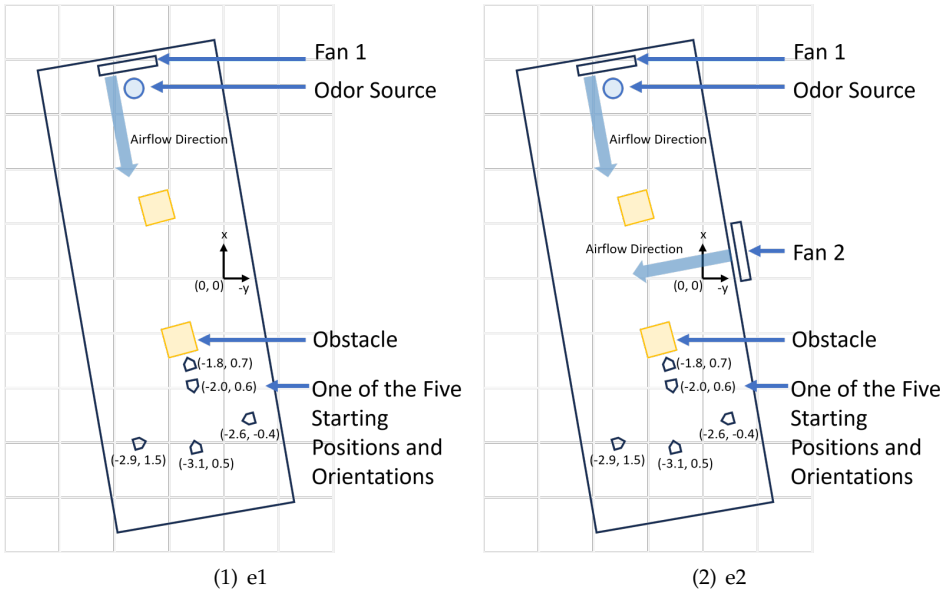 Fan 1
Odor Source
Airflow Direction
x
(0, 0)
-y
Obstacle
(-1.8, 0.7)
(-2.0, 0.6)
One of the Five
Starting
Positions and
Orientations
(-2.6, -0.4)
(-2.9, 1.5)
(-3.1, 0.5)
(1) e1
Fan 1
Odor Source
Airflow Direction
x
Airflow Direction
Fan 2
(0, 0)
-y
Obstacle
(-1.8, 0.7)
(-2.0, 0.6)
One of the Five
Starting
Positions and
Orientations
(-2.6, -0.4)
(-2.9, 1.5)
(-3.1, 0.5)
(2) e2